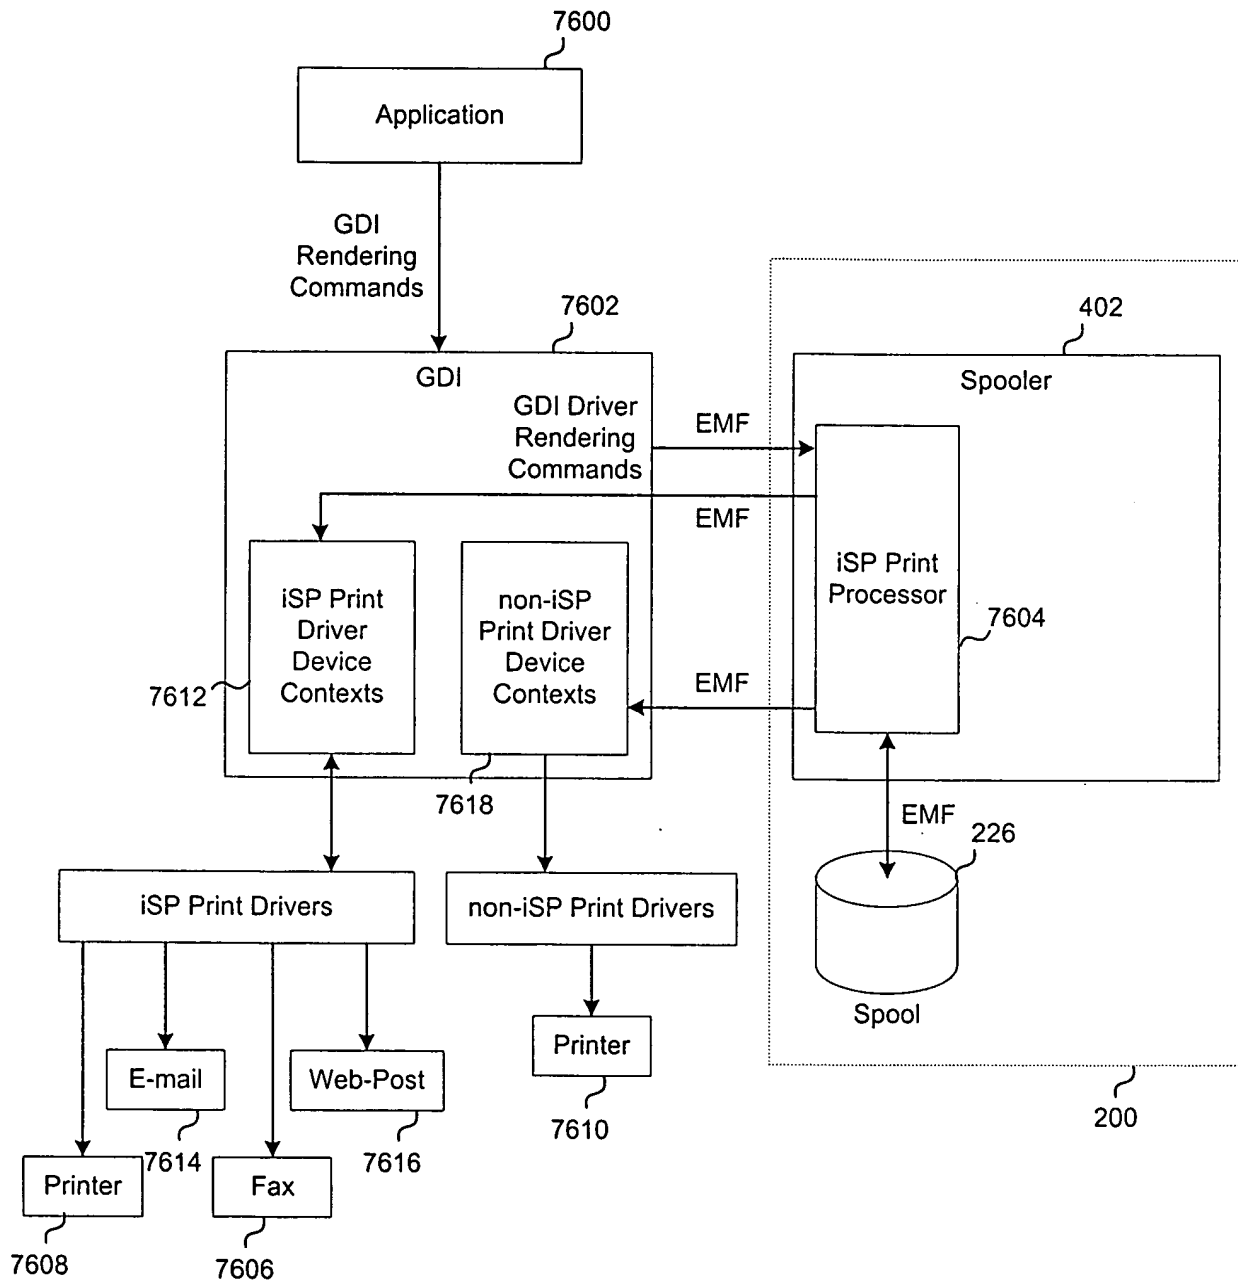 7600
Application
GDI
Rendering
Commands
7602
402
GDI
Spooler
GDI Driver
Rendering
Commands
EMF
EMF
iSP Print
Driver
Device
Contexts
non-iSP
Print Driver
Device
Contexts
iSP Print
Processor
7604
7612
EMF
7618
EMF
226
iSP Print Drivers
non-iSP Print Drivers
Spool
Printer
E-mail
Web-Post
7610
200
7614
7616
Printer
Fax
7608
7606